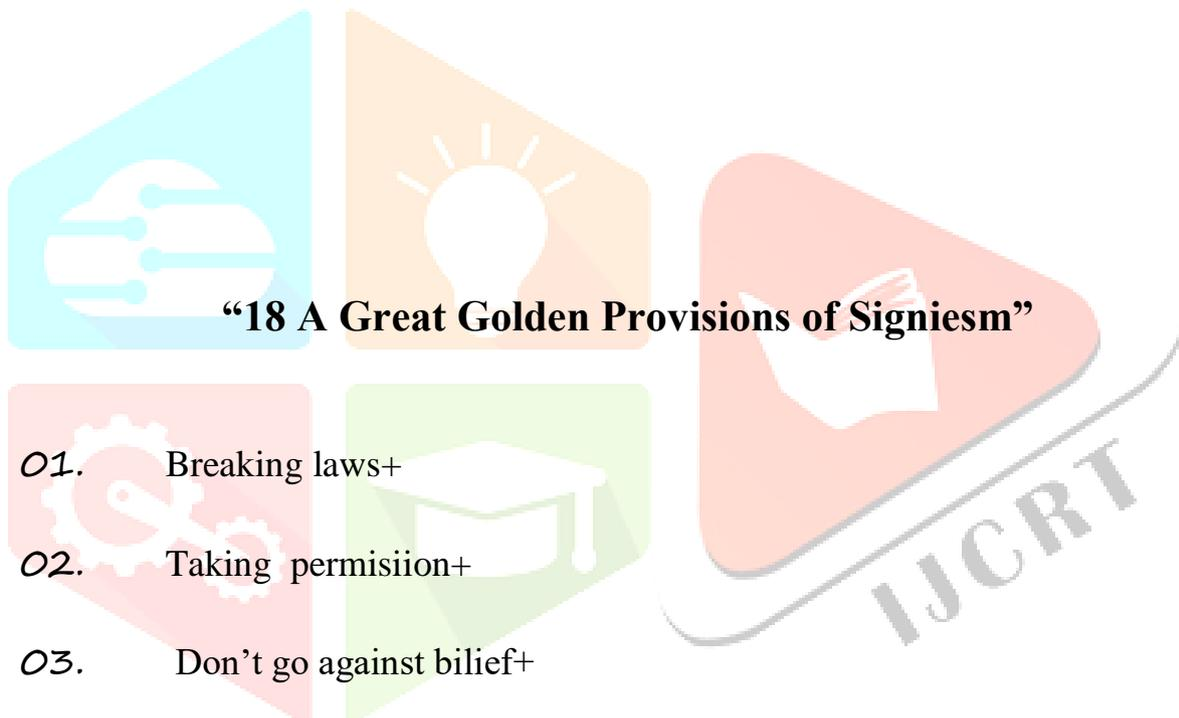 “18 A Great Golden Provisions of Signiesm”
01. Breaking laws+
02. Taking permisiion+
03. Don’t go against bilief+
IJCRT